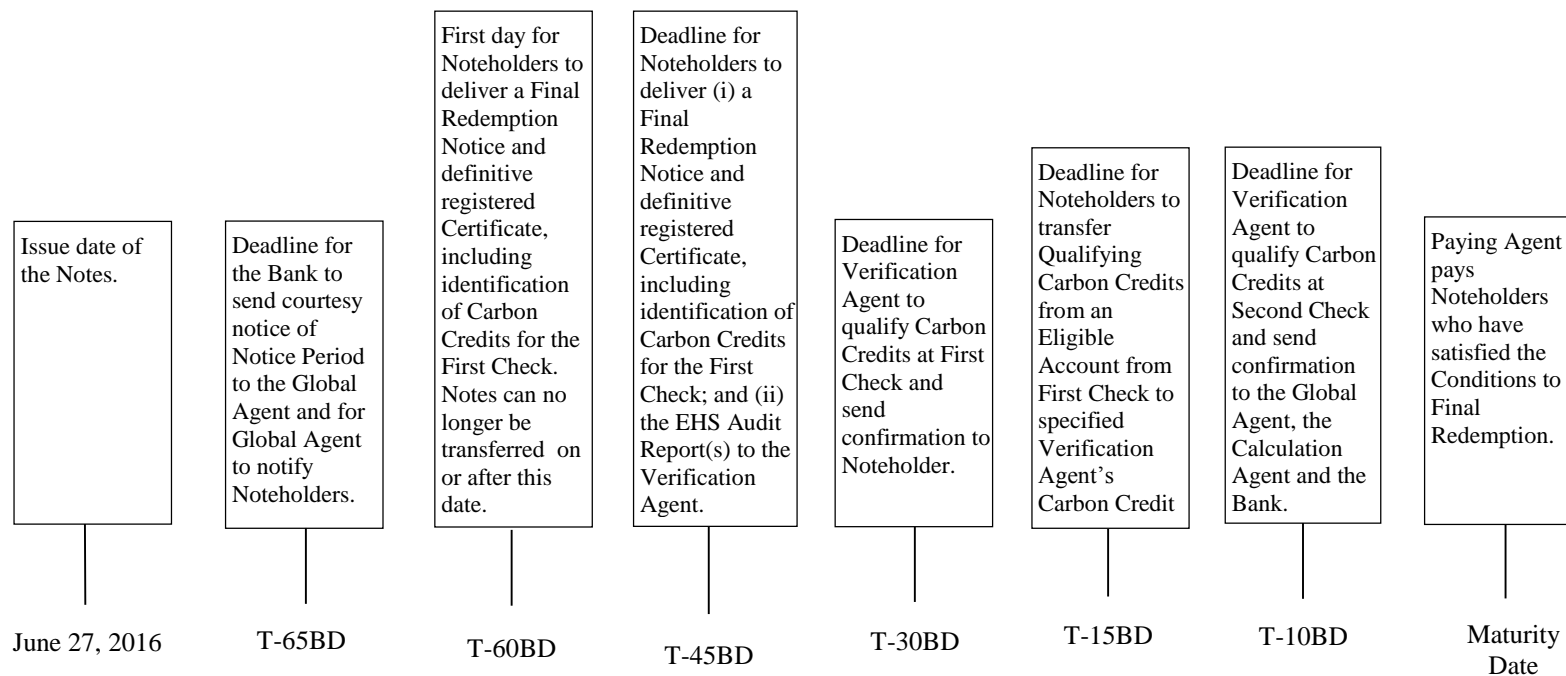 Issue date of
the Notes.
Deadline for
the Bank to
send courtesy
notice of
Notice Period
to the Global
Agent and for
Global Agent
to notify
Noteholders.
First day for
Noteholders to
deliver a Final
Redemption
Notice and
definitive
registered
Certificate,
including
identification
of Carbon
Credits for the
First Check.
Notes can no
longer be
transferred on
or after this
date.
Deadline for
Noteholders to
deliver (i) a
Final
Redemption
Notice and
definitive
registered
Certificate,
including
identification of
Carbon Credits
for the First
Check; and (ii)
the EHS Audit
Report(s) to the
Verification
Agent.
Deadline for
Verification
Agent to
qualify Carbon
Credits at First
Check and
send
confirmation to
Noteholder.
Deadline for
Noteholders to
transfer
Qualifying
Carbon Credits
from an
Eligible
Account from
First Check to
specified
Verification
Agent’s
Carbon Credit
Deadline for
Verification
Agent to
qualify Carbon
Credits at
Second Check
and send
confirmation
to the Global
Agent, the
Calculation
Agent and the
Bank.
Paying Agent
pays
Noteholders
who have
satisfied the
Conditions to
Final
Redemption.
June 27, 2016
T-65BD
T-60BD
T-45BD
T-30BD
T-15BD
T-10BD
Maturity
Date